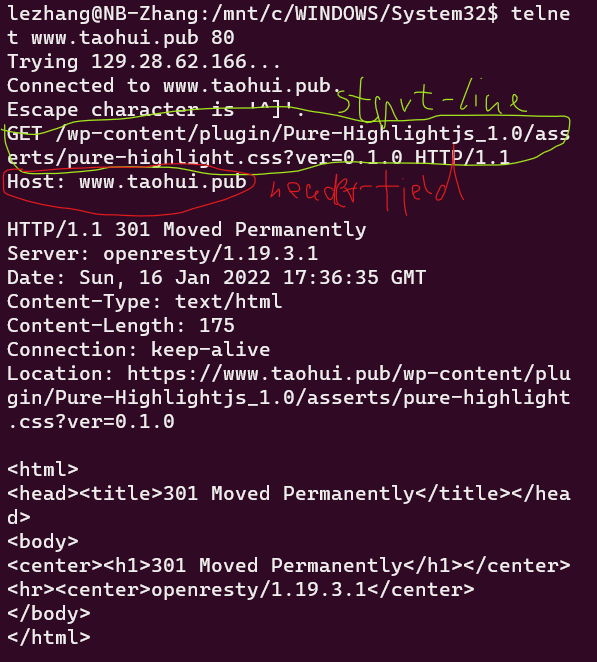 lezhang@NB-Zhang:/mnt/c/WINDOWS/System32$ telne
t www.taohui.pub 80
Trying 129.28.62.166...
Connected to www.taohui.pub.
Escape character is '^]'.
start-line
GET /wp-content/plugin/Pure-Highlightjs_1.0/ass
erts/pure-highlight.css?ver=0.1.0 HTTP/1.1
Host: www.taohui.pub
header-field
HTTP/1.1 301 Moved Permanently
Server: openresty/1.19.3.1
Date: Sun, 16 Jan 2022 17:36:35 GMT
Content-Type: text/html
Content-Length: 175
Connection: keep-alive
Location: https://www.taohui.pub/wp-content/plu
gin/Pure-Highlightjs_1.0/asserts/pure-highlight
.css?ver=0.1.0
<html>
<head><title>301 Moved Permanently</title></hea
d>
<body>
<center><h1>301 Moved Permanently</h1></center>
<hr><center>openresty/1.19.3.1</center>
</body>
</html>